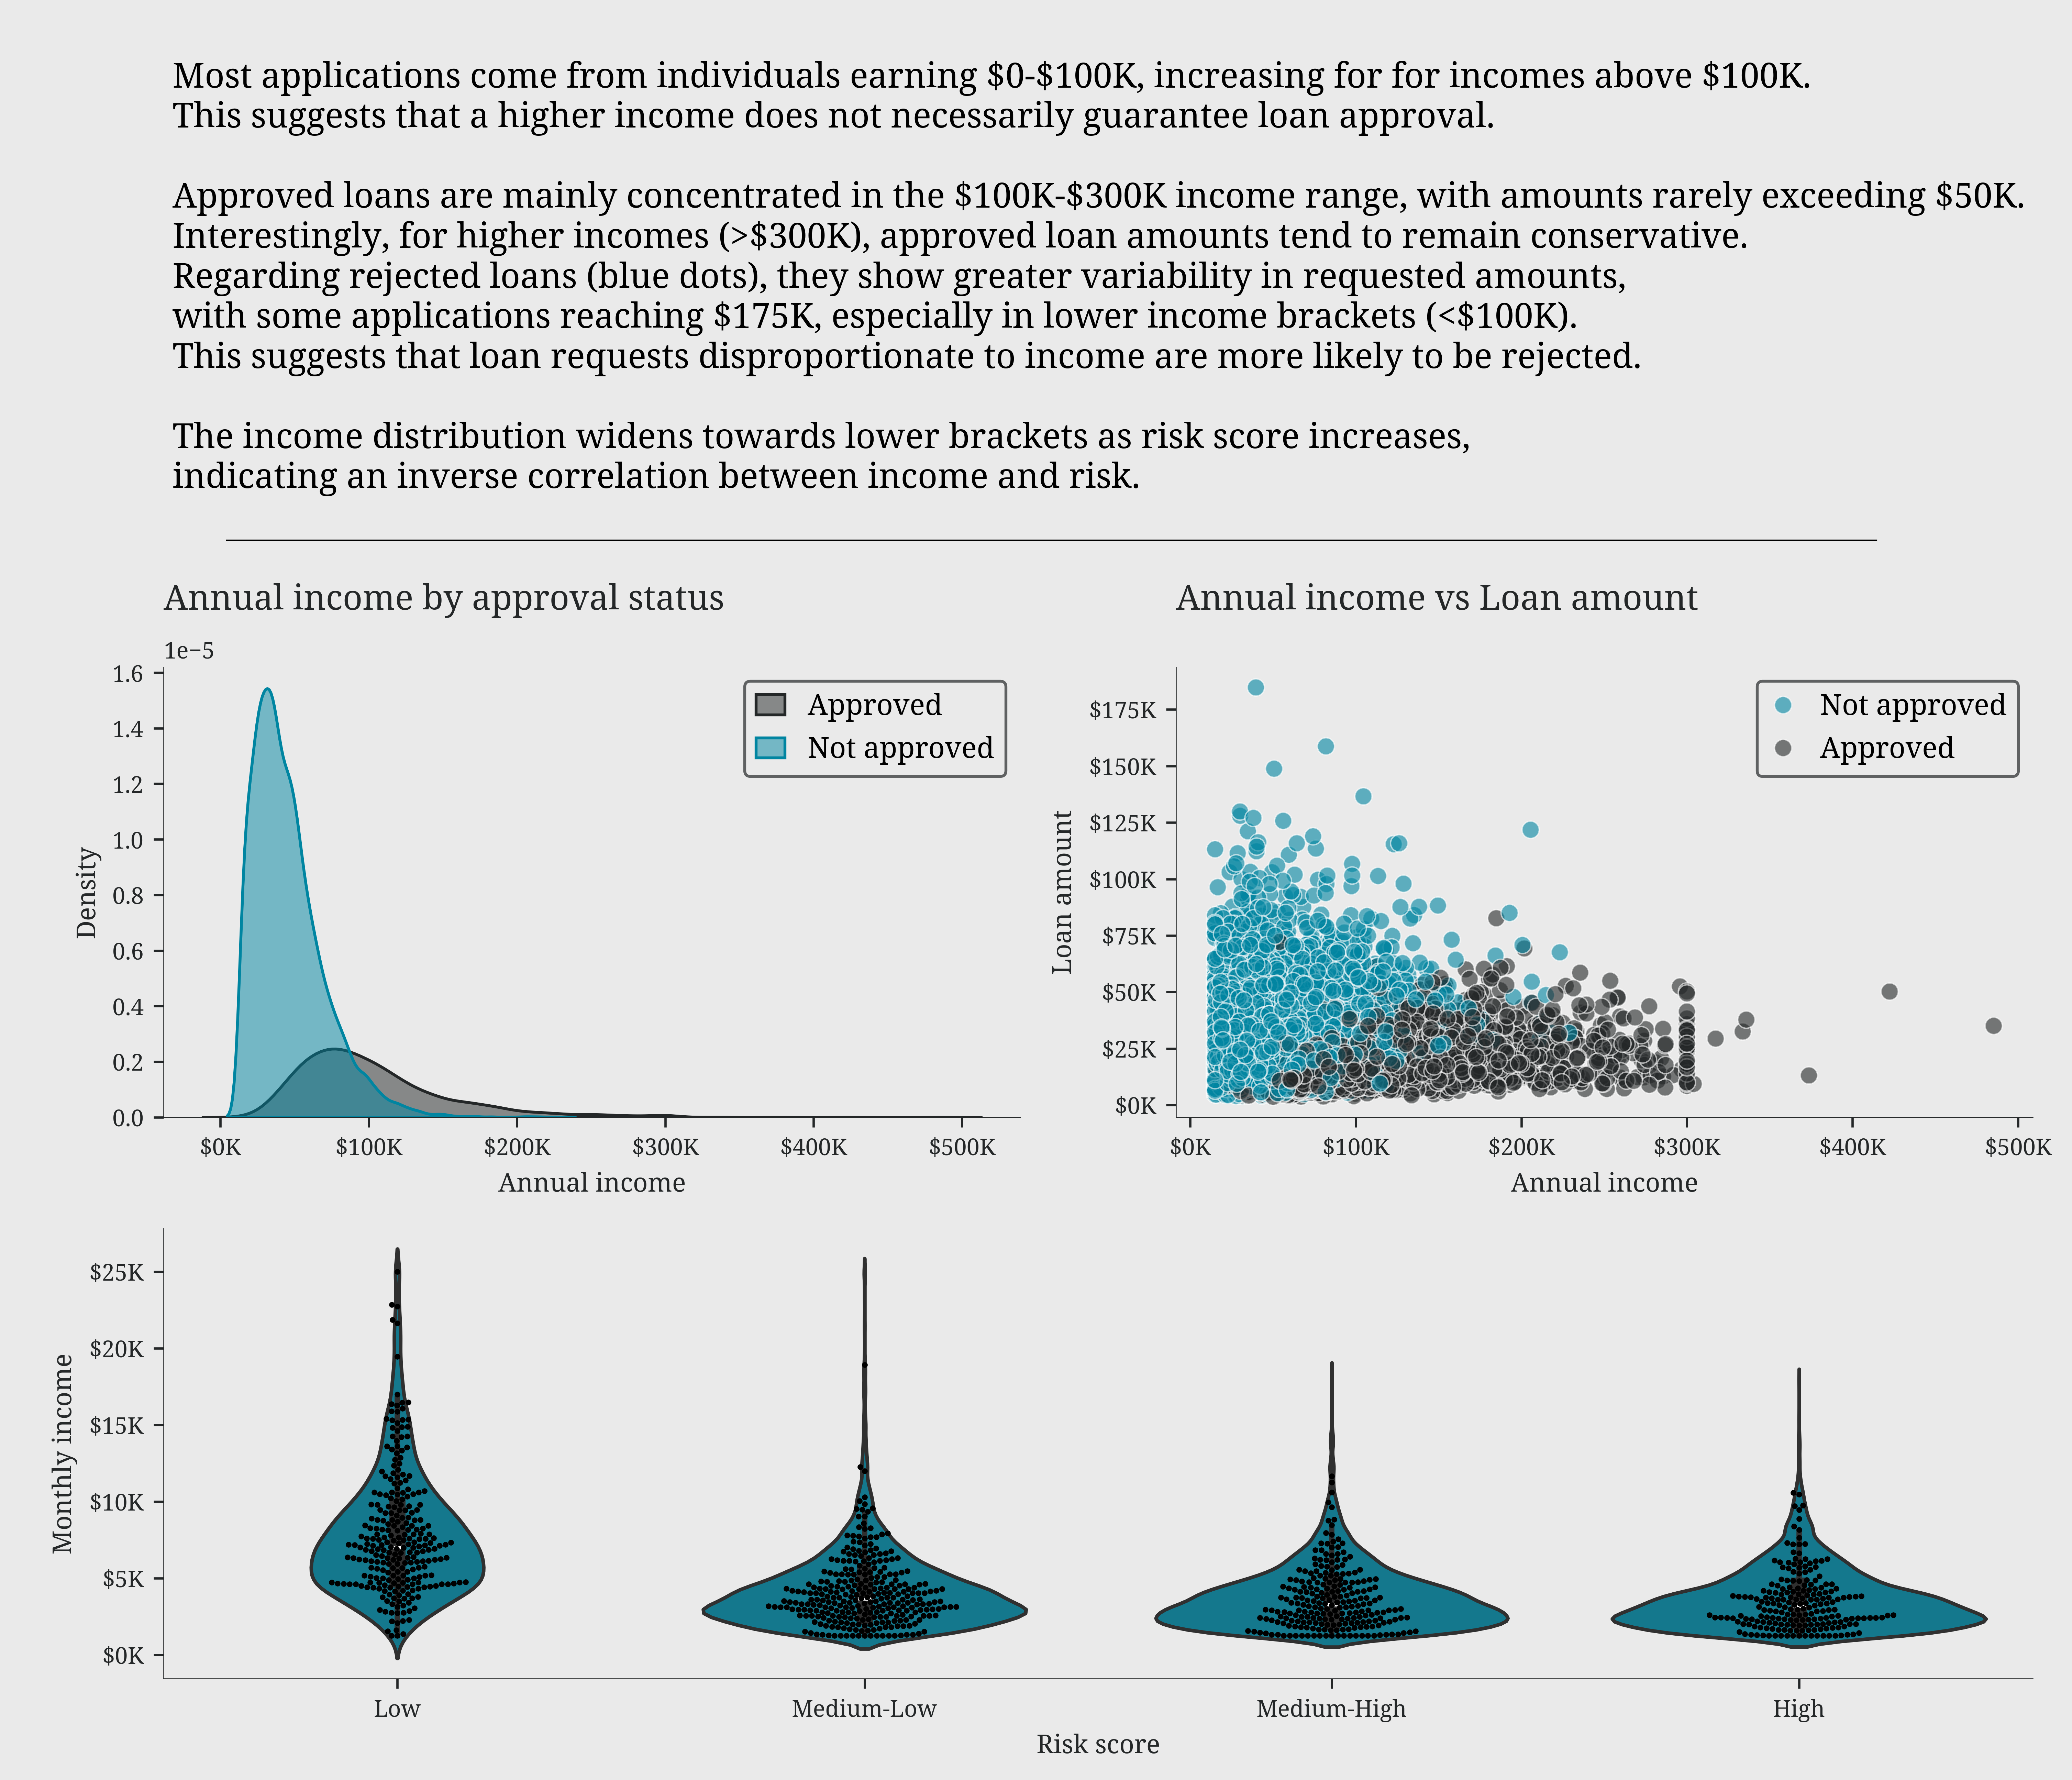 Most applications come from individuals earning $0-$100K, increasing for for incomes above $100K.
This suggests that a higher income does not necessarily guarantee loan approval.
Approved loans are mainly concentrated in the $100K-$300K income range, with amounts rarely exceeding $50K.
Interestingly, for higher incomes (>$300K), approved loan amounts tend to remain conservative.
Regarding rejected loans (blue dots), they show greater variability in requested amounts,
with some applications reaching $175K, especially in lower income brackets (<$100K).
This suggests that loan requests disproportionate to income are more likely to be rejected.
The income distribution widens towards lower brackets as risk score increases,
indicating an inverse correlation between income and risk.
Annual income by approval status
1e−5
1.6
1.4
1.2
1.0
0.8
0.6
0.4
0.2
0.0
Density
Approved
Not approved
$0K $100K $200K $300K $400K $500K
Annual income
Annual income vs Loan amount
$175K
$150K
$125K
$100K
$75K
$50K
$25K
$0K
Loan amount
Not approved
Approved
$0K $100K $200K $300K $400K $500K
Annual income
$25K
$20K
$15K
$10K
$5K
$0K
Monthly income
Low Medium-Low Medium-High High
Risk score